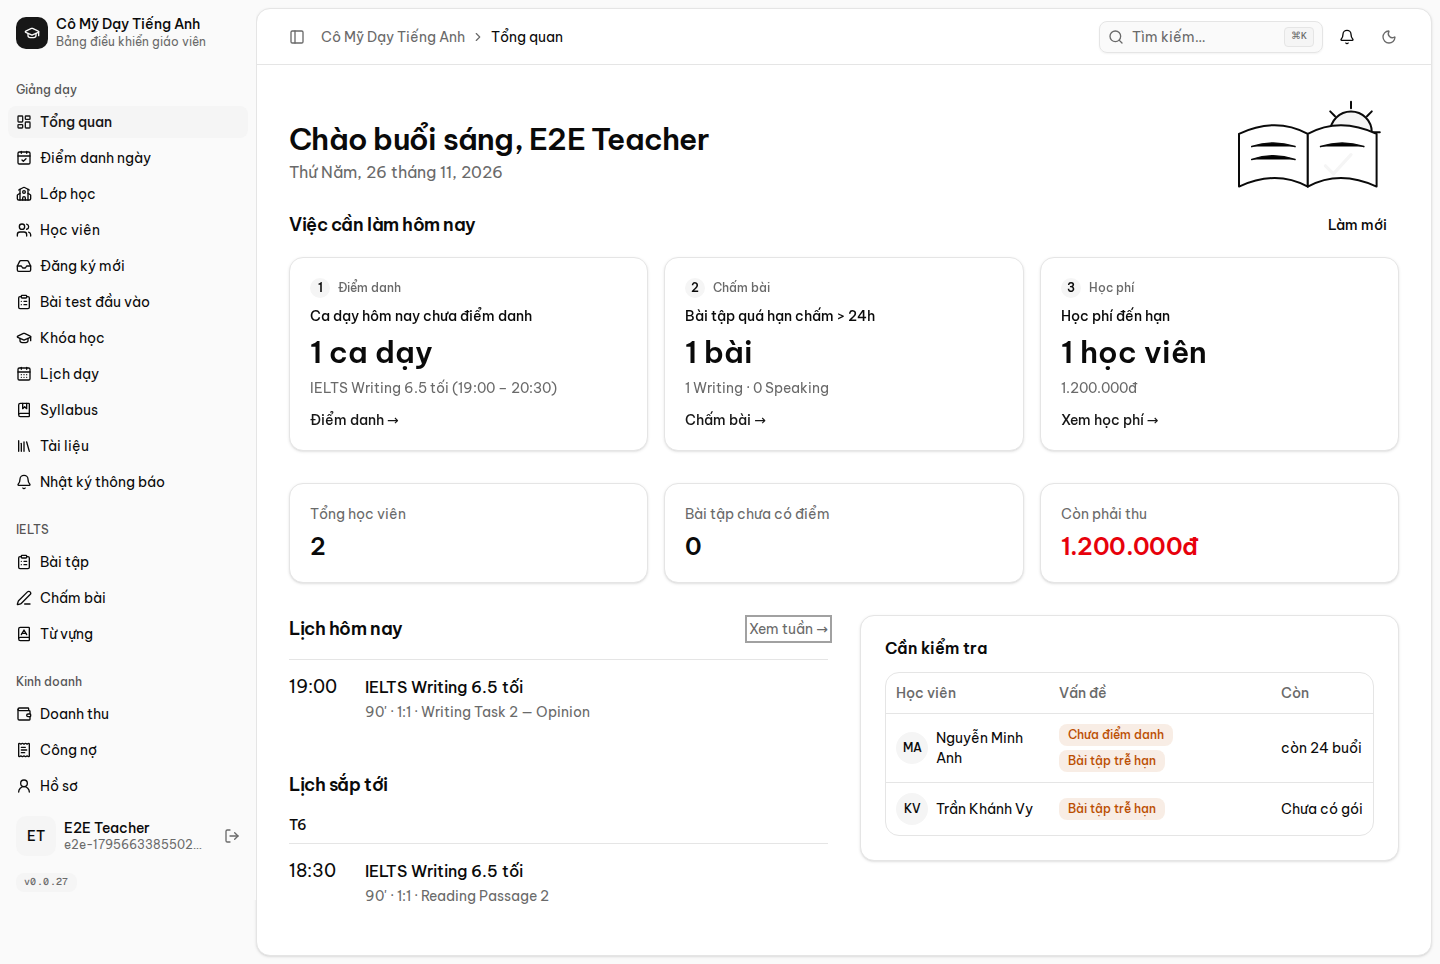 Cô Mỹ Dạy Tiếng Anh
Bảng điều khiển giáo viên
Giảng dạy
Tổng quan
Điểm danh ngày
Lớp học
Học viên
Đăng ký mới
Bài test đầu vào
Khóa học
Lịch dạy
Syllabus
Tài liệu
Nhật ký thông báo
IELTS
Bài tập
Chấm bài
Từ vựng
Kinh doanh
Doanh thu
Công nợ
Hồ sơ
ET
E2E Teacher
e2e-1795663385502...
v0.0.27
Cô Mỹ Dạy Tiếng Anh > Tổng quan
Tìm kiếm... ⌘K
Chào buổi sáng, E2E Teacher
Thứ Năm, 26 tháng 11, 2026
Việc cần làm hôm nay
Làm mới
1 Điểm danh
Ca dạy hôm nay chưa điểm danh
1 ca dạy
IELTS Writing 6.5 tối (19:00 – 20:30)
Điểm danh →
2 Chấm bài
Bài tập quá hạn chấm > 24h
1 bài
1 Writing · 0 Speaking
Chấm bài →
3 Học phí
Học phí đến hạn
1 học viên
1.200.000đ
Xem học phí →
Tổng học viên
2
Bài tập chưa có điểm
0
Còn phải thu
1.200.000đ
Lịch hôm nay
Xem tuần →
19:00 IELTS Writing 6.5 tối
90' · 1:1 · Writing Task 2 — Opinion
Lịch sắp tới
T6
18:30 IELTS Writing 6.5 tối
90' · 1:1 · Reading Passage 2
Cần kiểm tra
Học viên Vấn đề Còn
MA Nguyễn Minh Anh
Chưa điểm danh
Bài tập trễ hạn
còn 24 buổi
KV Trần Khánh Vy
Bài tập trễ hạn
Chưa có gói